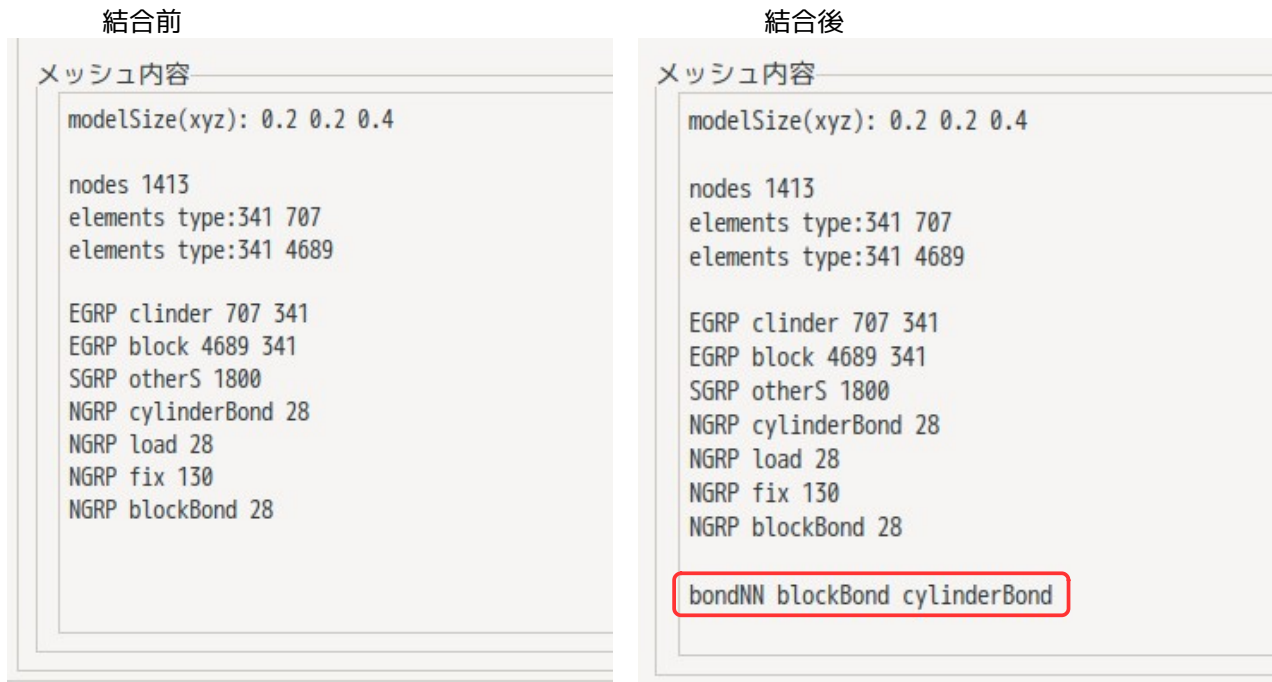 結合前
メッシュ内容
modelSize(xyz): 0.2 0.2 0.4
nodes 1413
elements type:341 707
elements type:341 4689
EGRP clinder 707 341
EGRP block 4689 341
SGRP otherS 1800
NGRP cylinderBond 28
NGRP load 28
NGRP fix 130
NGRP blockBond 28
結合後
メッシュ内容
modelSize(xyz): 0.2 0.2 0.4
nodes 1413
elements type:341 707
elements type:341 4689
EGRP clinder 707 341
EGRP block 4689 341
SGRP otherS 1800
NGRP cylinderBond 28
NGRP load 28
NGRP fix 130
NGRP blockBond 28
bondNN blockBond cylinderBond